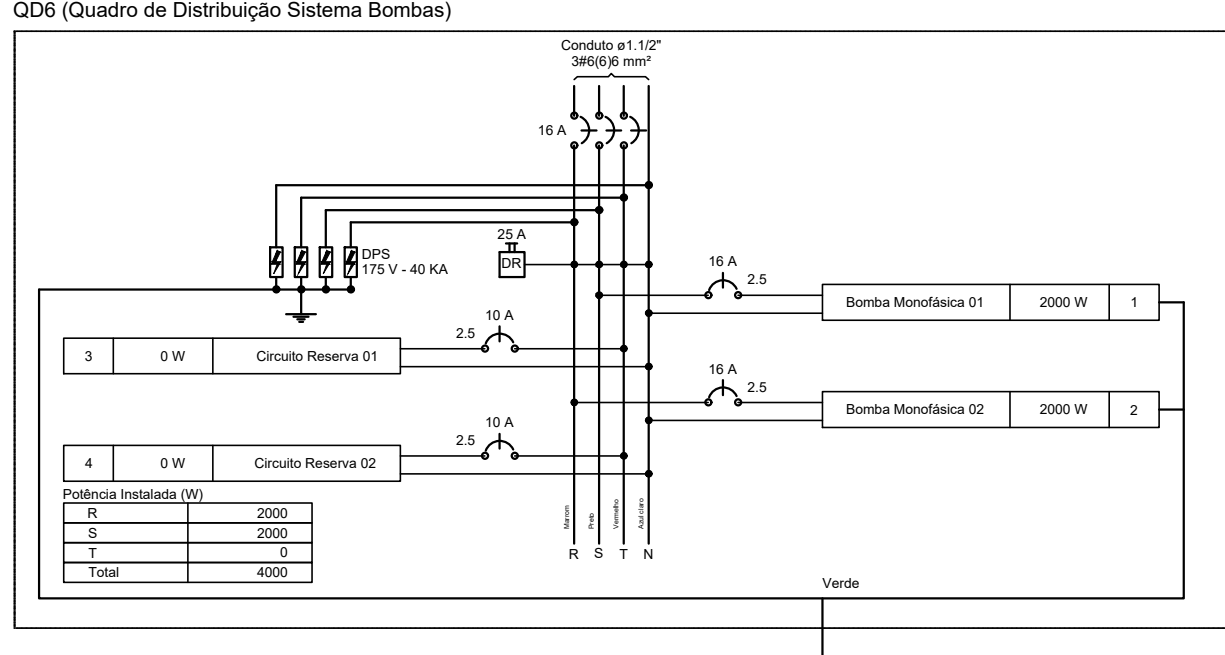 QD6 (Quadro de Distribuição Sistema Bombas)
Conduto ø1.1/2"
3#6(6)6 mm²
16 A
DPS
175 V - 40 KA
25 A
DR
16 A
2.5
Bomba Monofásica 01 2000 W 1
10 A
2.5
3 0 W Circuito Reserva 01
16 A
2.5
Bomba Monofásica 02 2000 W 2
10 A
2.5
4 0 W Circuito Reserva 02
Potência Instalada (W)
R 2000
S 2000
T 0
Total 4000
Marrom
Preto
Vermelho
Azul claro
R S T N
Verde